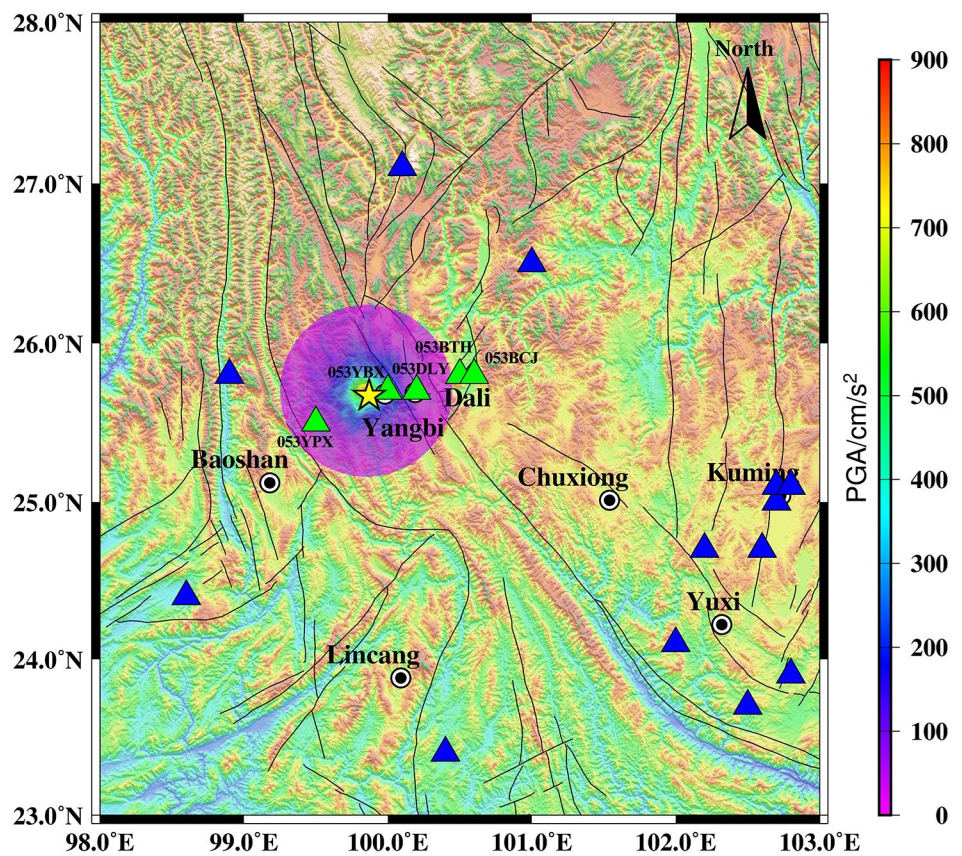 28.0°N
27.0°N
26.0°N
25.0°N
24.0°N
23.0°N
98.0°E
99.0°E
100.0°E
101.0°E
102.0°E
103.0°E
North
053BTH
053BCJ
053YBX
053DLY
Dali
Yangbi
053YPX
Baoshan
Chuxiong
Kuming
Yuxi
Lincang
900
800
700
600
500
400
300
200
100
0
PGA/cm/s²